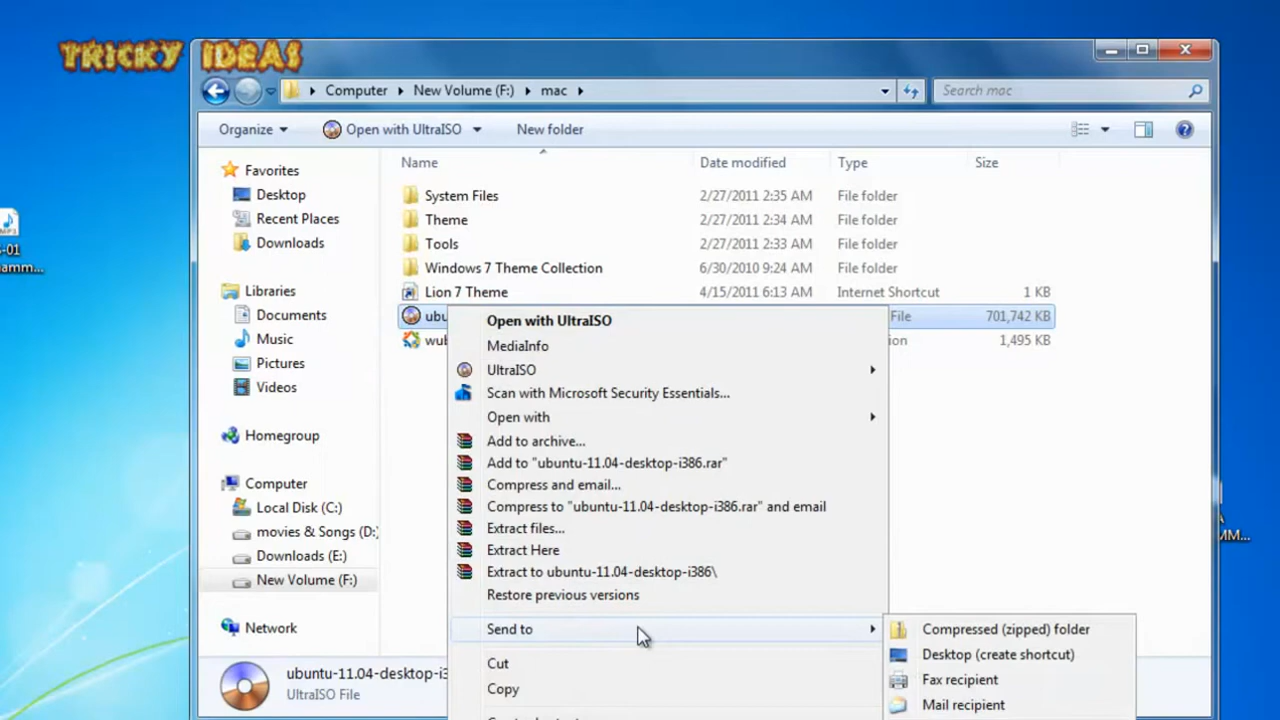 TRICKY IDEAS
Computer New Volume (F:) mac
Search mac
Organize Open with UltraISO New folder
Name Date modified Type Size
Favorites
Desktop
Recent Places
Downloads
Libraries
Documents
Music
Pictures
Videos
Homegroup
Computer
Local Disk (C:)
movies & Songs (D:)
Downloads (E:)
New Volume (F:)
Network
System Files 2/27/2011 2:35 AM File folder
Theme 2/27/2011 2:34 AM File folder
Tools 2/27/2011 2:33 AM File folder
Windows 7 Theme Collection 6/30/2010 9:24 AM File folder
Lion 7 Theme 4/15/2011 6:13 AM Internet Shortcut 1 KB
ubu File 701,742 KB
wub ion 1,495 KB
Open with UltraISO
MediaInfo
UltraISO
Scan with Microsoft Security Essentials...
Open with
Add to archive...
Add to "ubuntu-11.04-desktop-i386.rar"
Compress and email...
Compress to "ubuntu-11.04-desktop-i386.rar" and email
Extract files...
Extract Here
Extract to ubuntu-11.04-desktop-i386\
Restore previous versions
Send to
Cut
Copy
Compressed (zipped) folder
Desktop (create shortcut)
Fax recipient
Mail recipient
ubuntu-11.04-desktop-i3
UltraISO File
MP3
-01
amm...
MM...